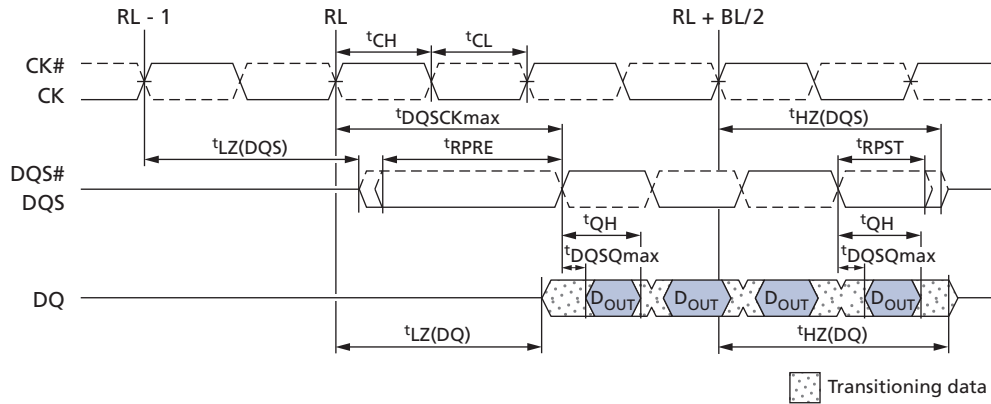 RL - 1 RL RL + BL/2
tCH tCL
CK#
CK
tDQSCKmax tHZ(DQS)
tLZ(DQS) tRPRE tRPST
DQS#
DQS
tQH tQH
tDQSQmax tDQSQmax
DQ DOUT DOUT DOUT DOUT
tLZ(DQ) tHZ(DQ)
Transitioning data